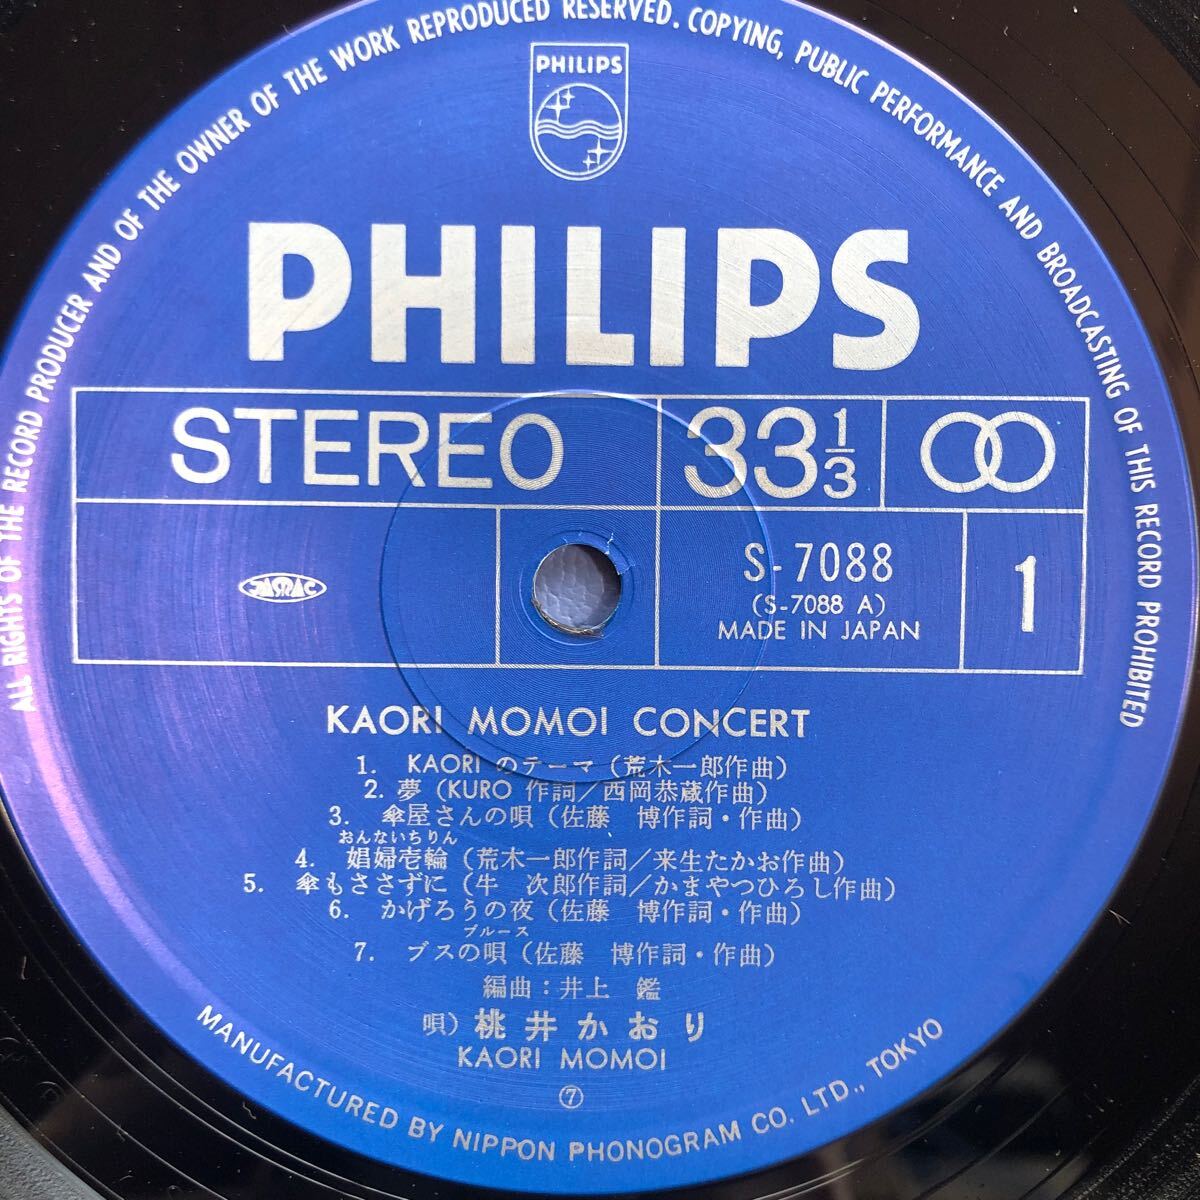 ALL RIGHTS OF THE RECORD PRODUCER AND OF THE OWNER OF THE WORK REPRODUCED RESERVED. COPYING, PUBLIC PERFORMANCE AND BROADCASTING OF THIS RECORD PROHIBITED
PHILIPS
PHILIPS
STEREO
33 1/3
JASRAC
S-7088
(S-7088 A)
MADE IN JAPAN
1
KAORI MOMOI CONCERT
1. KAORI のテーマ (荒木一郎作曲)
2. 夢 (KURO 作詞/西岡恭蔵作曲)
3. 傘屋さんの唄 (佐藤 博作詞・作曲)
おんないちりん
4. 娼婦壱輪 (荒木一郎作詞/来生たかお作曲)
5. 傘もささずに (牛 次郎作詞/かまやつひろし作曲)
6. かげろうの夜 (佐藤 博作詞・作曲)
ブルース
7. ブスの唄 (佐藤 博作詞・作曲)
編曲:井上 鑑
唄) 桃井かおり
KAORI MOMOI
⑦
MANUFACTURED BY NIPPON PHONOGRAM CO. LTD., TOKYO